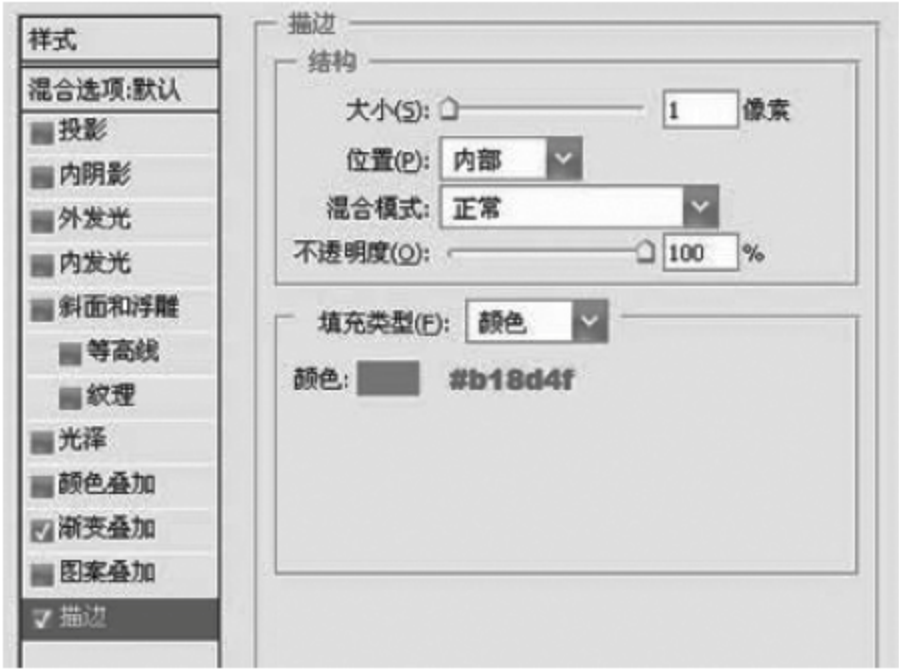 样式
混合选项:默认
投影
内阴影
外发光
内发光
斜面和浮雕
等高线
纹理
光泽
颜色叠加
渐变叠加
图案叠加
描边
描边
结构
大小(S): 1 像素
位置(P): 内部
混合模式: 正常
不透明度(O): 100 %
填充类型(F): 颜色
颜色: #b18d4f